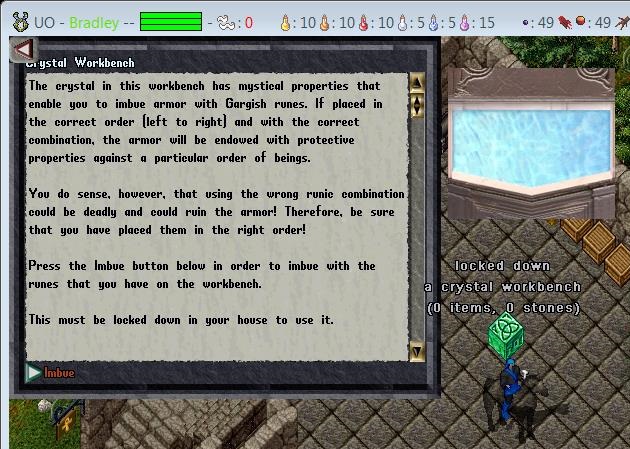 UO - Bradley -- - : 0 : 10 : 10 : 10 : 5 : 5 : 15 : 49 : 49
Crystal Workbench
The crystal in this workbench has mystical properties that
enable you to imbue armor with Gargish runes. If placed in
the correct order (left to right) and with the correct
combination, the armor will be endowed with protective
properties against a particular order of beings.
You do sense, however, that using the wrong runic combination
could be deadly and could ruin the armor! Therefore, be sure
that you have placed them in the right order!
Press the Imbue button below in order to imbue with the
runes that you have on the workbench.
This must be locked down in your house to use it.
Imbue
locked down
a crystal workbench
(0 items, 0 stones)